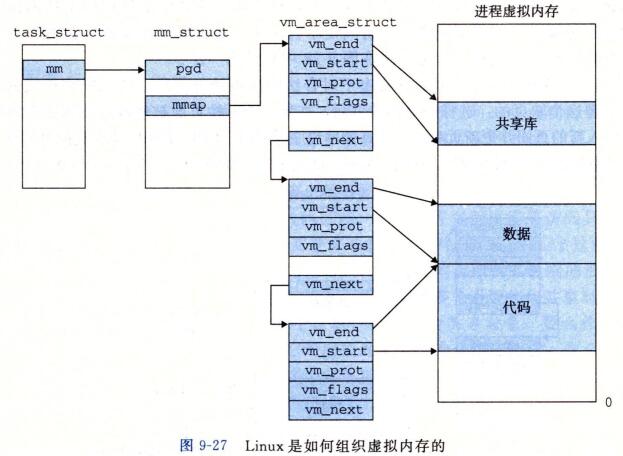 task_struct
mm_struct
vm_area_struct
进程虚拟内存
mm
pgd
mmap
vm_end
vm_start
vm_prot
vm_flags
vm_next
vm_end
vm_start
vm_prot
vm_flags
vm_next
vm_end
vm_start
vm_prot
vm_flags
vm_next
共享库
数据
代码
0
图 9-27 Linux 是如何组织虚拟内存的